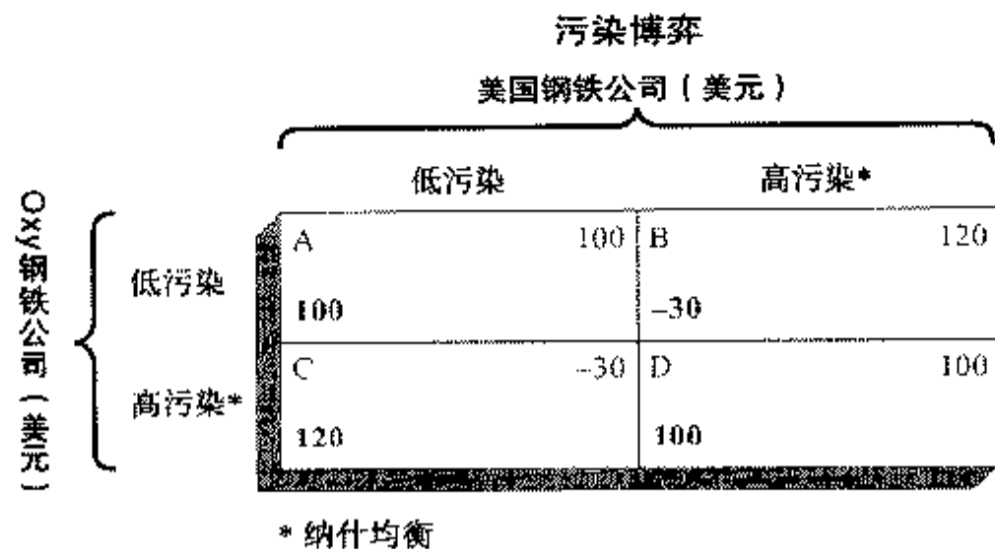 污染博弈
美国钢铁公司(美元)
低污染 高污染*
Oxy钢铁公司(美元)
低污染
A 100 B 120
100 -30
高污染*
C -30 D 100
120 100
* 纳什均衡